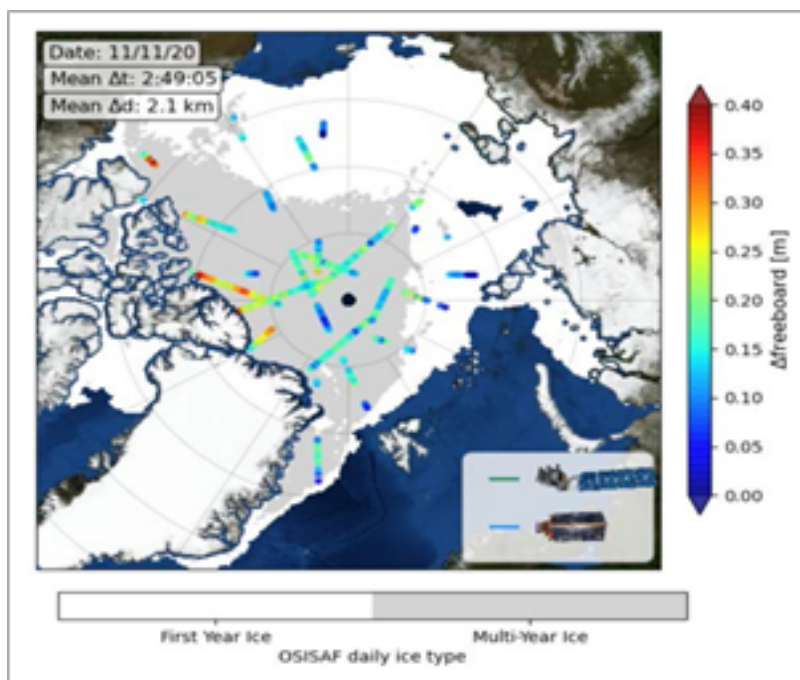 Date: 11/11/20
Mean Δt: 2:49:05
Mean Δd: 2.1 km
0.40
0.35
0.30
0.25
0.20
0.15
0.10
0.05
0.00
Δfreeboard [m]
First Year Ice
Multi-Year Ice
OSISAF daily ice type